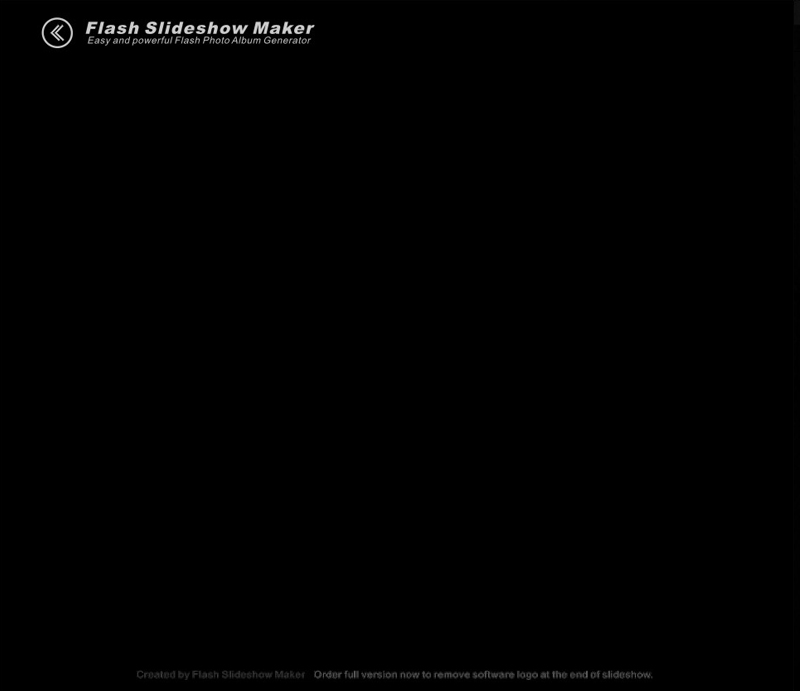 Flash Slideshow Maker
Easy and powerful Flash Photo Album Generator
Created by Flash Slideshow Maker Order full version now to remove software logo at the end of slideshow.